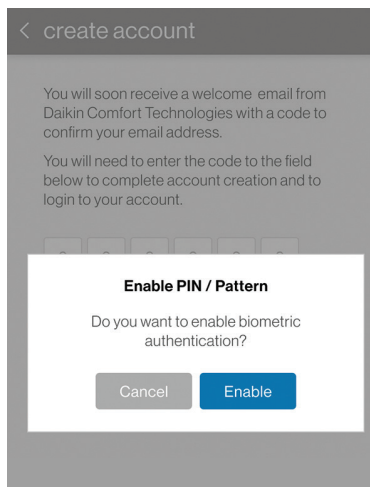 create account
You will soon receive a welcome email from
Daikin Comfort Technologies with a code to
confirm your email address.
You will need to enter the code to the field
below to complete account creation and to
login to your account.
Enable PIN / Pattern
Do you want to enable biometric
authentication?
Cancel
Enable